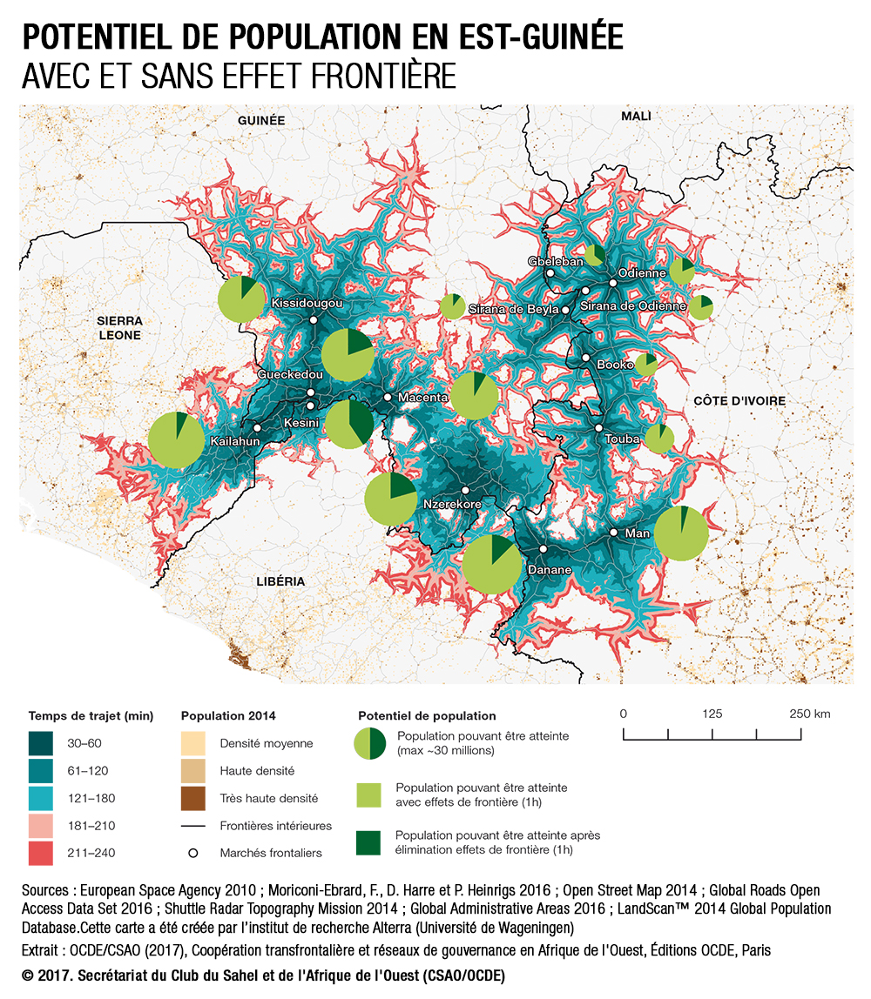 POTENTIEL DE POPULATION EN EST-GUINÉE
AVEC ET SANS EFFET FRONTIÈRE
GUINÉE
MALI
Gbeleban
Odienne
Kissidougou
Sirana de Beyla
Sirana de Odienne
SIERRA
LEONE
Booko
Gueckedou
Macenta
CÔTE D'IVOIRE
Kesini
Kailahun
Touba
Nzerekore
Man
Danane
LIBÉRIA
Temps de trajet (min)
30–60
61–120
121–180
181–210
211–240
Population 2014
Densité moyenne
Haute densité
Très haute densité
Frontières intérieures
Marchés frontaliers
Potentiel de population
Population pouvant être atteinte
(max ~30 millions)
Population pouvant être atteinte
avec effets de frontière (1h)
Population pouvant être atteinte après
élimination effets de frontière (1h)
0 125 250 km
Sources : European Space Agency 2010 ; Moriconi-Ebrard, F., D. Harre et P. Heinrigs 2016 ; Open Street Map 2014 ; Global Roads Open
Access Data Set 2016 ; Shuttle Radar Topography Mission 2014 ; Global Administrative Areas 2016 ; LandScan™ 2014 Global Population
Database.Cette carte a été créée par l’institut de recherche Alterra (Université de Wageningen)
Extrait : OCDE/CSAO (2017), Coopération transfrontalière et réseaux de gouvernance en Afrique de l'Ouest, Éditions OCDE, Paris
© 2017. Secrétariat du Club du Sahel et de l'Afrique de l'Ouest (CSAO/OCDE)